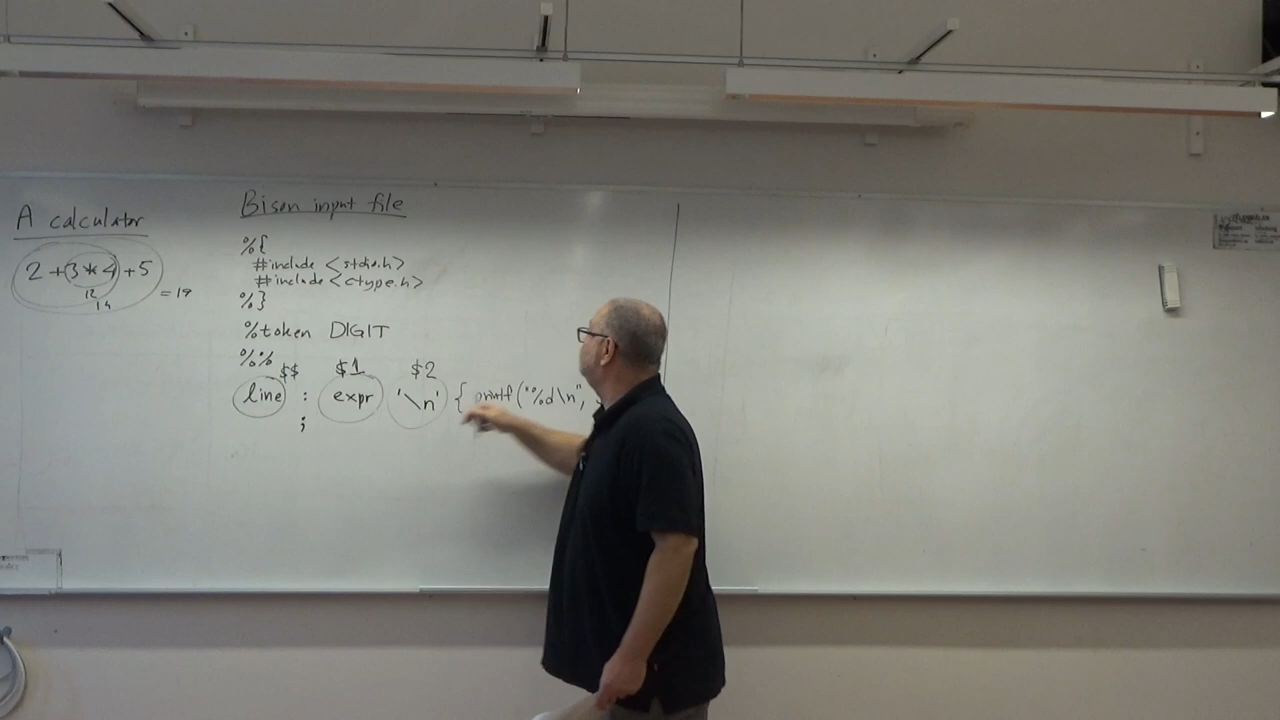 A calculator
2 + 3 * 4 + 5
12
14
= 19
Bison input file
%{
#include <stdio.h>
#include <ctype.h>
%}
%token DIGIT
%%
$$ $1 $2
line : expr '\n' { printf("%d\n",
;